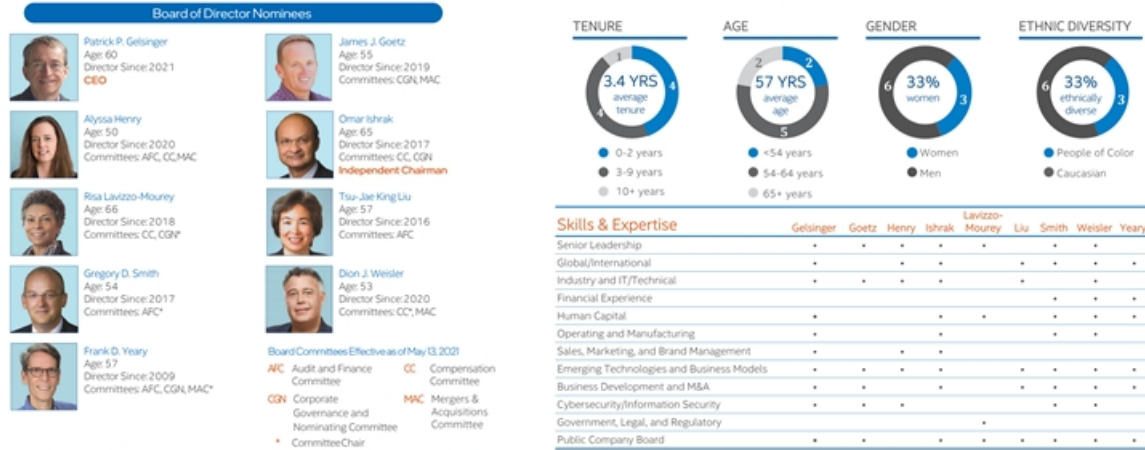 Board of Director Nominees
Patrick P. Gelsinger
Age: 60
Director Since: 2021
CEO
James J. Goetz
Age: 55
Director Since: 2019
Committees: CGN, MAC
Alyssa Henry
Age: 50
Director Since: 2020
Committees: AFC, CC, MAC
Omar Ishrak
Age: 65
Director Since: 2017
Committees: CC, CGN
Independent Chairman
Risa Lavizzo-Mourey
Age: 66
Director Since: 2018
Committees: CC, CGN*
Tsu-Jae King Liu
Age: 57
Director Since: 2016
Committees: AFC
Gregory D. Smith
Age: 54
Director Since: 2017
Committees: AFC*
Dion J. Weisler
Age: 53
Director Since: 2020
Committees: CC*, MAC
Frank D. Yeary
Age: 57
Director Since: 2009
Committees: AFC, CGN, MAC*
Board Committees Effective as of May 13, 2021
AFC Audit and Finance Committee
CC Compensation Committee
CGN Corporate Governance and Nominating Committee
MAC Mergers & Acquisitions Committee
* Committee Chair
TENURE
1
4
4
3.4 YRS
average
tenure
0-2 years
3-9 years
10+ years
AGE
2
2
5
57 YRS
average
age
<54 years
54-64 years
65+ years
GENDER
6
3
33%
women
Women
Men
ETHNIC DIVERSITY
6
3
33%
ethnically
diverse
People of Color
Caucasian
Skills & Expertise Gelsinger Goetz Henry Ishrak Lavizzo-Mourey Liu Smith Weisler Yeary
Senior Leadership
Global/International
Industry and IT/Technical
Financial Experience
Human Capital
Operating and Manufacturing
Sales, Marketing, and Brand Management
Emerging Technologies and Business Models
Business Development and M&A
Cybersecurity/Information Security
Government, Legal, and Regulatory
Public Company Board